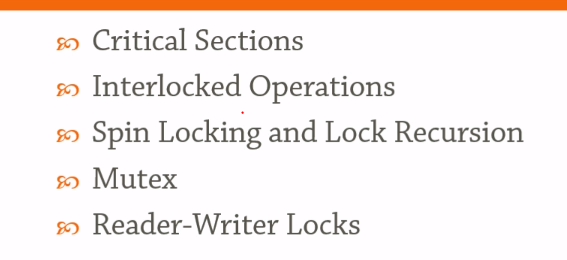 Critical Sections
Interlocked Operations
Spin Locking and Lock Recursion
Mutex
Reader-Writer Locks